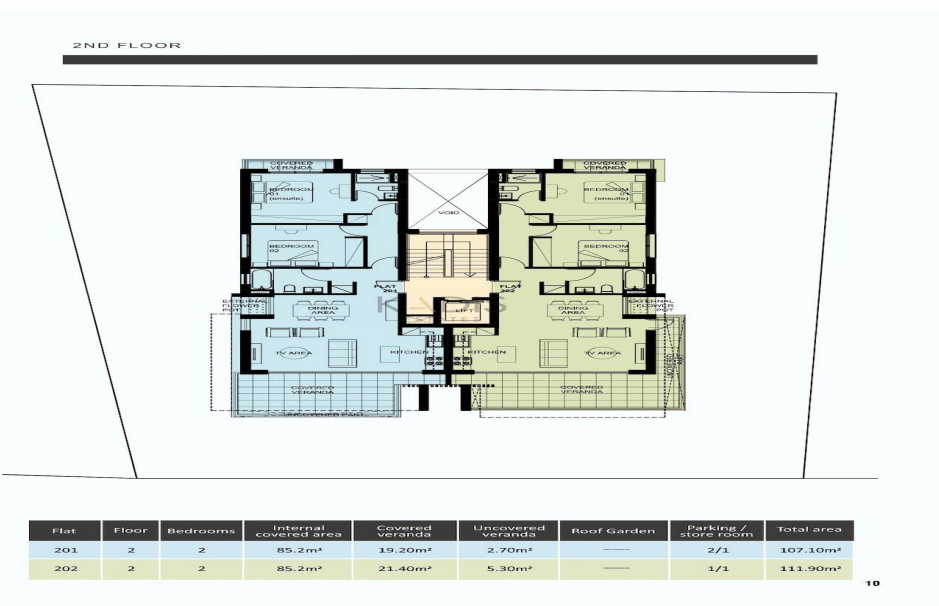 2ND FLOOR
COVERED VERANDA
COVERED VERANDA
BEDROOM 01 (ensuite)
VOID
BEDROOM 01 (ensuite)
BEDROOM 02
BEDROOM 02
FLAT 201
FLAT 202
EXTERNAL FLOWER POT
DINING AREA
LIFT
DINING AREA
EXTERNAL FLOWER POT
TV AREA
KITCHEN
KITCHEN
TV AREA
COVERED VERANDA
COVERED VERANDA
UNCOVERED PART
Flat Floor Bedrooms Internal covered area Covered veranda Uncovered veranda Roof Garden Parking / store room Total area
201 2 2 85.2m² 19.20m² 2.70m² 2/1 107.10m²
202 2 2 85.2m² 21.40m² 5.30m² 1/1 111.90m²
10